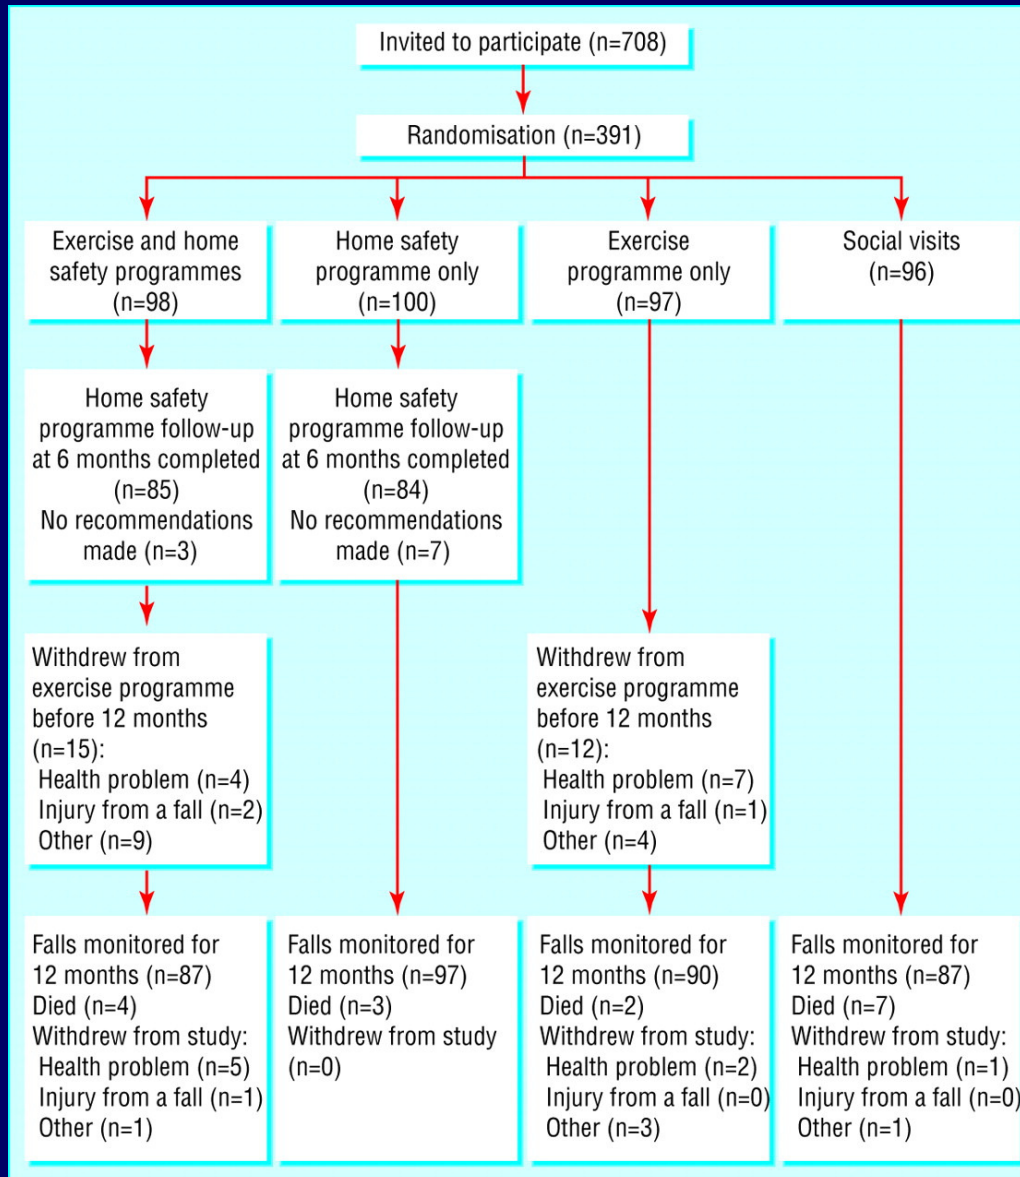 Invited to participate (n=708)
Randomisation (n=391)
Exercise and home
safety programmes
(n=98)
Home safety
programme only
(n=100)
Exercise
programme only
(n=97)
Social visits
(n=96)
Home safety
programme follow-up
at 6 months completed
(n=85)
No recommendations
made (n=3)
Home safety
programme follow-up
at 6 months completed
(n=84)
No recommendations
made (n=7)
Withdrew from
exercise programme
before 12 months
(n=15):
Health problem (n=4)
Injury from a fall (n=2)
Other (n=9)
Withdrew from
exercise programme
before 12 months
(n=12):
Health problem (n=7)
Injury from a fall (n=1)
Other (n=4)
Falls monitored for
12 months (n=87)
Died (n=4)
Withdrew from study:
Health problem (n=5)
Injury from a fall (n=1)
Other (n=1)
Falls monitored for
12 months (n=97)
Died (n=3)
Withdrew from study
(n=0)
Falls monitored for
12 months (n=90)
Died (n=2)
Withdrew from study:
Health problem (n=2)
Injury from a fall (n=0)
Other (n=3)
Falls monitored for
12 months (n=87)
Died (n=7)
Withdrew from study:
Health problem (n=1)
Injury from a fall (n=0)
Other (n=1)